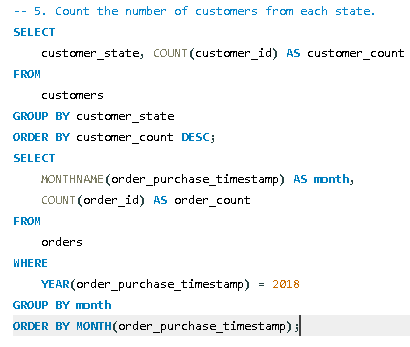 -- 5. Count the number of customers from each state.
SELECT
customer_state, COUNT(customer_id) AS customer_count
FROM
customers
GROUP BY customer_state
ORDER BY customer_count DESC;
SELECT
MONTHNAME(order_purchase_timestamp) AS month,
COUNT(order_id) AS order_count
FROM
orders
WHERE
YEAR(order_purchase_timestamp) = 2018
GROUP BY month
ORDER BY MONTH(order_purchase_timestamp);